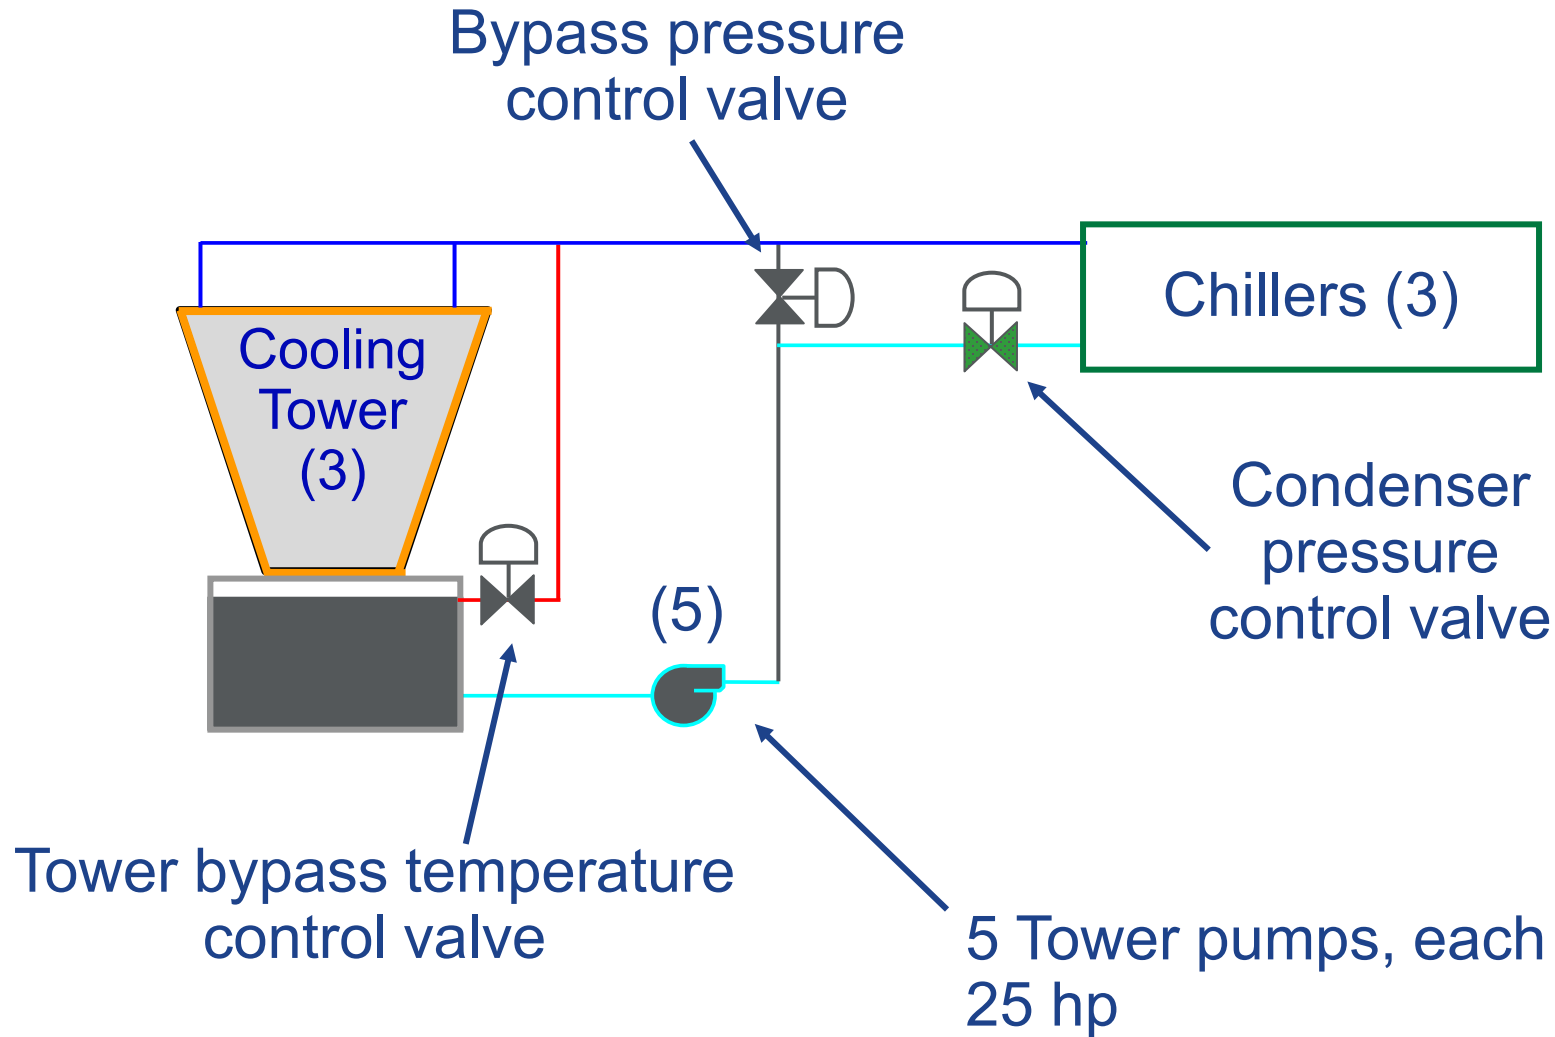 Bypass pressure
control valve
Chillers (3)
Cooling
Tower
(3)
Condenser
pressure
control valve
(5)
Tower bypass temperature
control valve
5 Tower pumps, each
25 hp